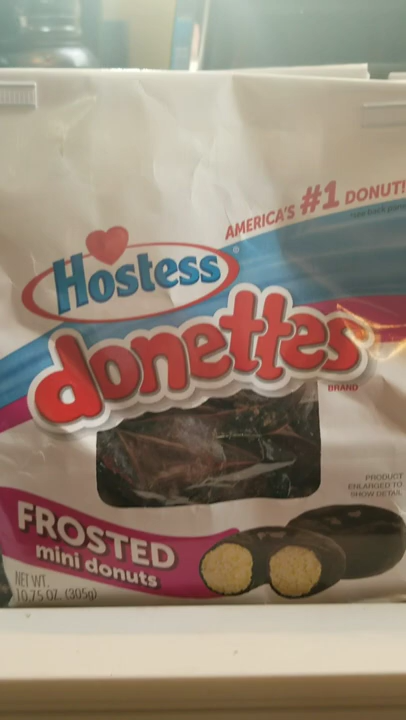 AMERICA'S #1 DONUT!
Hostess
®
donettes
BRAND
PRODUCT
ENLARGED TO
SHOW DETAIL
FROSTED
mini donuts
NET WT.
10.75 OZ. (305g)